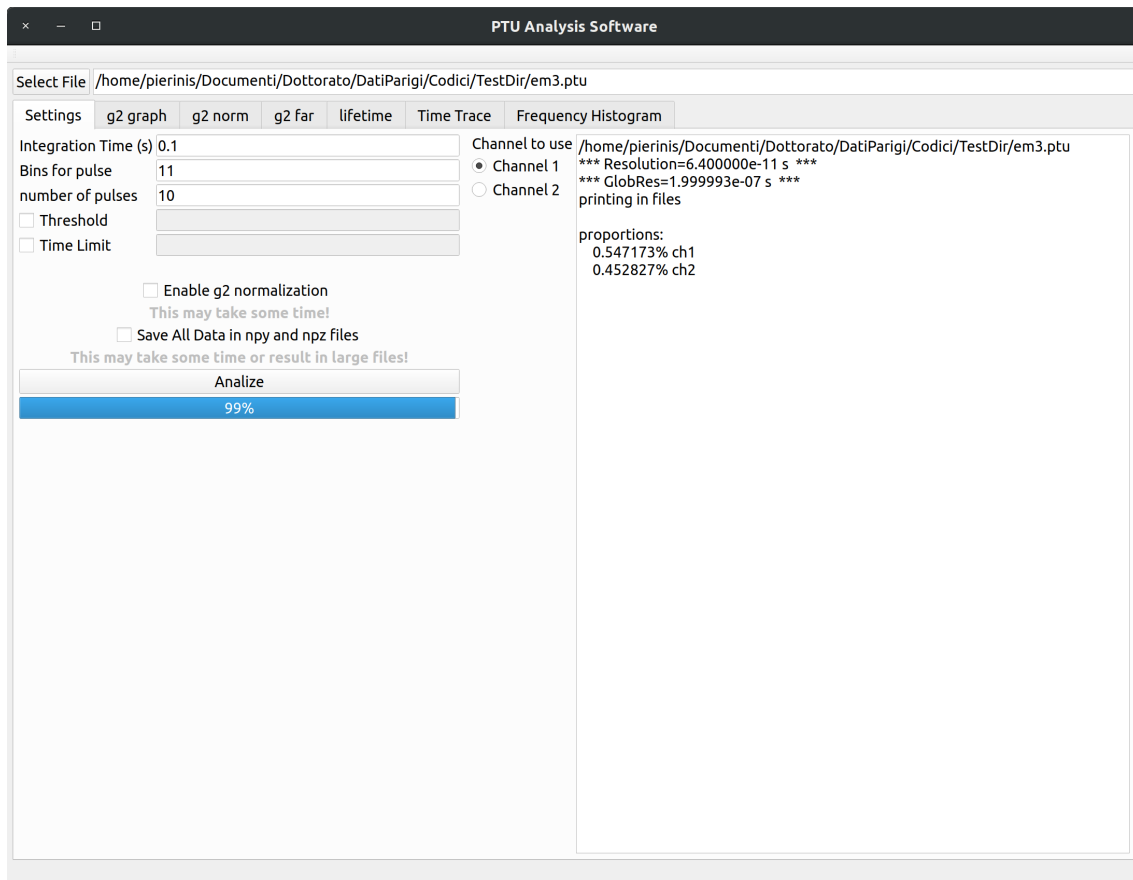 PTU Analysis Software
Select File /home/pierinis/Documenti/Dottorato/DatiParigi/Codici/TestDir/em3.ptu
Settings g2 graph g2 norm g2 far lifetime Time Trace Frequency Histogram
Integration Time (s) 0.1
Bins for pulse 11
number of pulses 10
Threshold
Time Limit
Enable g2 normalization
This may take some time!
Save All Data in npy and npz files
This may take some time or result in large files!
Analize
99%
Channel to use
Channel 1
Channel 2
/home/pierinis/Documenti/Dottorato/DatiParigi/Codici/TestDir/em3.ptu
*** Resolution=6.400000e-11 s ***
*** GlobRes=1.999993e-07 s ***
printing in files
proportions:
0.547173% ch1
0.452827% ch2